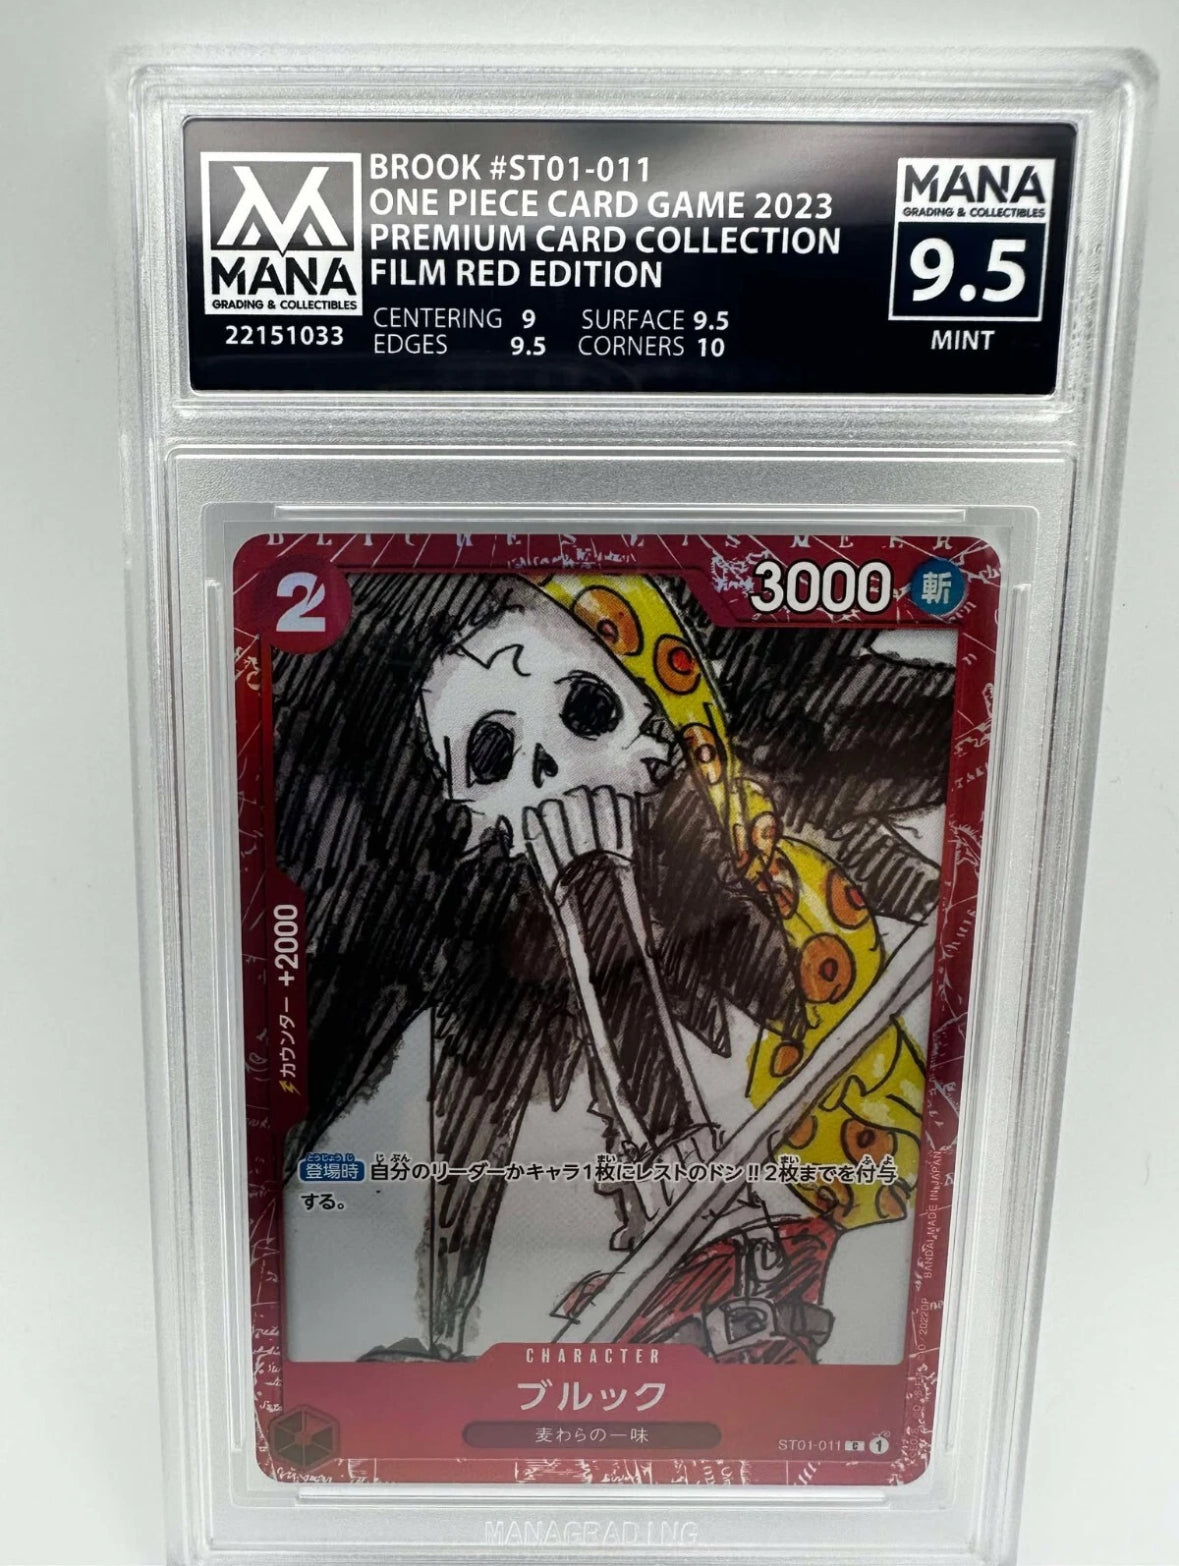 BROOK #ST01-011
ONE PIECE CARD GAME 2023
PREMIUM CARD COLLECTION
FILM RED EDITION
MANA
GRADING & COLLECTIBLES
22151033
CENTERING 9 SURFACE 9.5
EDGES 9.5 CORNERS 10
MANA
GRADING & COLLECTIBLES
9.5
MINT
2
3000
斬
カウンター +2000
登場時 自分のリーダーかキャラ1枚にレストのドン!!2枚までを付与
する。
BANDAI MADE IN JAPAN
CHARACTER
ブルック
麦わらの一味
ST01-011 C 1
MANAGRADING